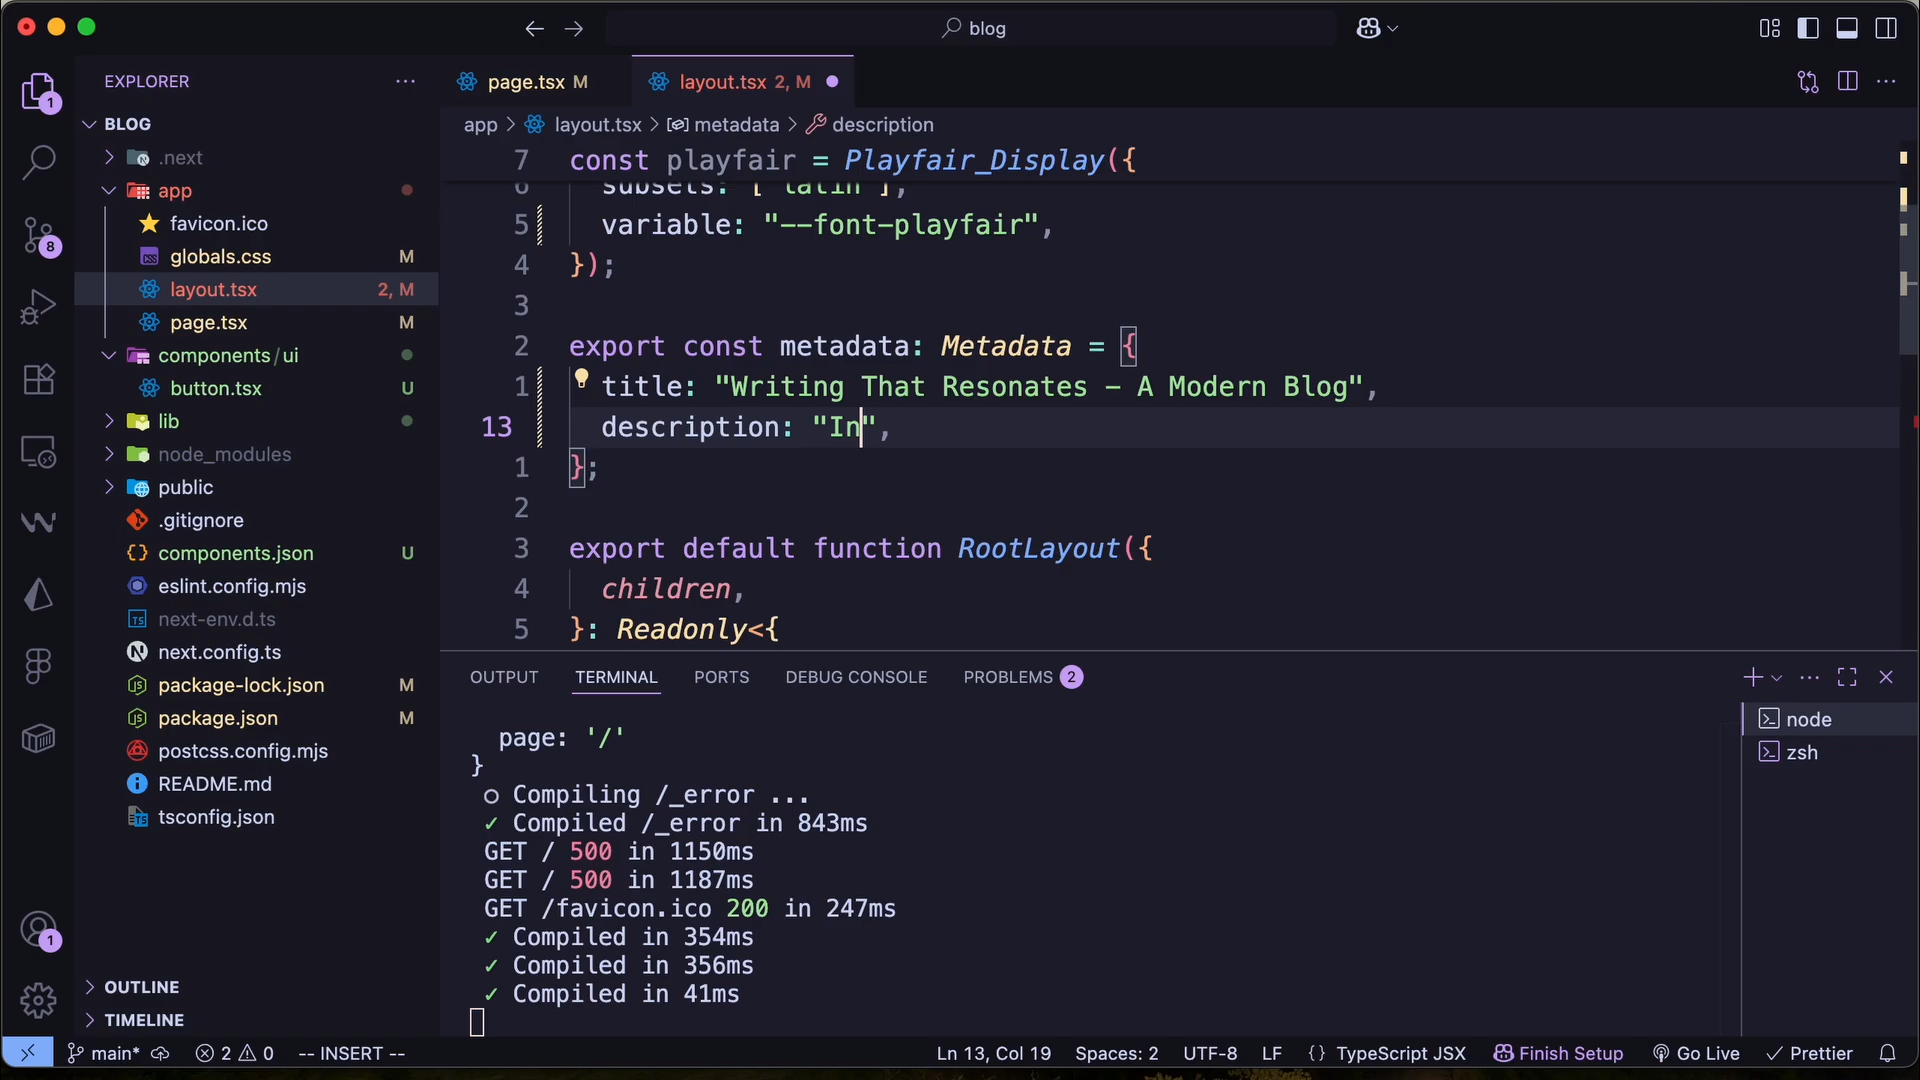 blog
EXPLORER
page.tsx M
layout.tsx 2, M
BLOG
.next
app
favicon.ico
globals.css M
layout.tsx 2, M
page.tsx M
components/ui
button.tsx U
lib
node_modules
public
.gitignore
components.json U
eslint.config.mjs
next-env.d.ts
next.config.ts
package-lock.json M
package.json M
postcss.config.mjs
README.md
tsconfig.json
OUTLINE
TIMELINE
1
8
1
app > layout.tsx > metadata > description
7 const playfair = Playfair_Display({
6 subsets: ["latin"],
5 variable: "--font-playfair",
4 });
3
2 export const metadata: Metadata = {
1 title: "Writing That Resonates - A Modern Blog",
13 description: "In",
1 };
2
3 export default function RootLayout({
4 children,
5 }: Readonly<{
OUTPUT TERMINAL PORTS DEBUG CONSOLE PROBLEMS 2
page: '/'
}
○ Compiling /_error ...
✓ Compiled /_error in 843ms
GET / 500 in 1150ms
GET / 500 in 1187ms
GET /favicon.ico 200 in 247ms
✓ Compiled in 354ms
✓ Compiled in 356ms
✓ Compiled in 41ms
node
zsh
main* 2 0 -- INSERT -- Ln 13, Col 19 Spaces: 2 UTF-8 LF {} TypeScript JSX Finish Setup Go Live ✓ Prettier